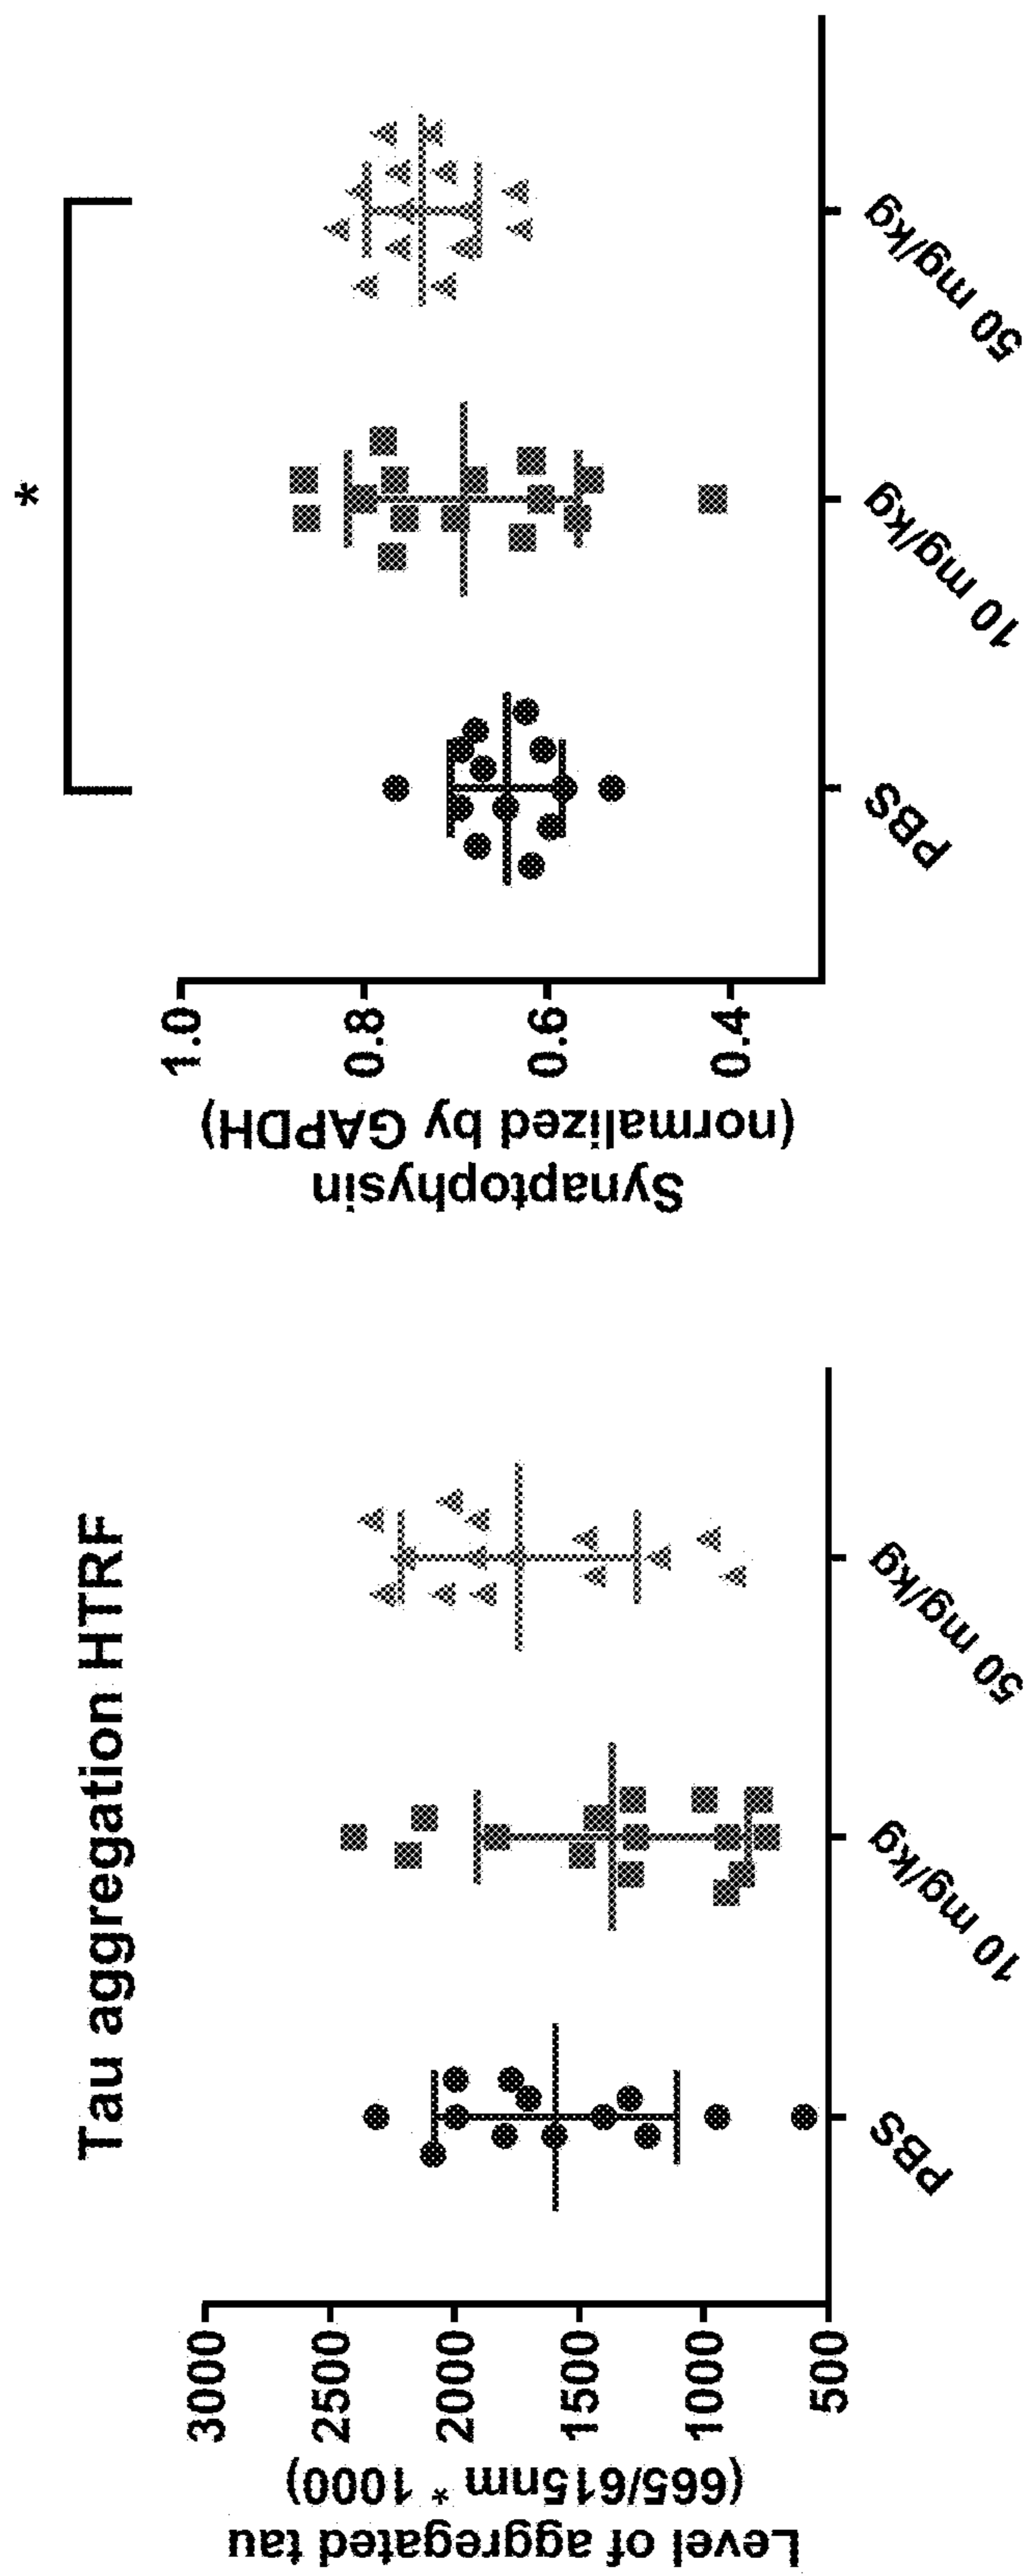 Tau aggregation HTRF
Level of aggregated tau
(665/615nm * 1000)
3000
2500
2000
1500
1000
500
PBS
10 mg/kg
50 mg/kg
*
Synaptophysin
(normalized by GAPDH)
1.0
0.8
0.6
0.4
PBS
10 mg/kg
50 mg/kg